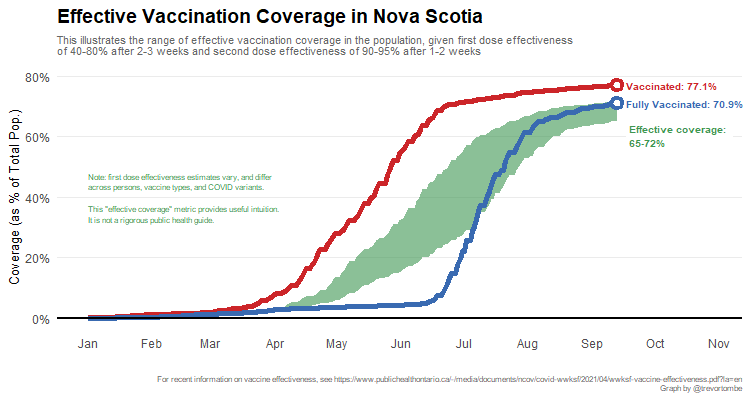 Effective Vaccination Coverage in Nova Scotia
This illustrates the range of effective vaccination coverage in the population, given first dose effectiveness
of 40-80% after 2-3 weeks and second dose effectiveness of 90-95% after 1-2 weeks
Coverage (as % of Total Pop.)
80%
60%
40%
20%
0%
Vaccinated: 77.1%
Fully Vaccinated: 70.9%
Effective coverage:
65-72%
Note: first dose effectiveness estimates vary, and differ
across persons, vaccine types, and COVID variants.
This "effective coverage" metric provides useful intuition.
It is not a rigorous public health guide.
Jan Feb Mar Apr May Jun Jul Aug Sep Oct Nov
For recent information on vaccine effectiveness, see https://www.publichealthontario.ca/-/media/documents/ncov/covid-wwksf/2021/04/wwksf-vaccine-effectiveness.pdf?la=en
Graph by @trevortombe